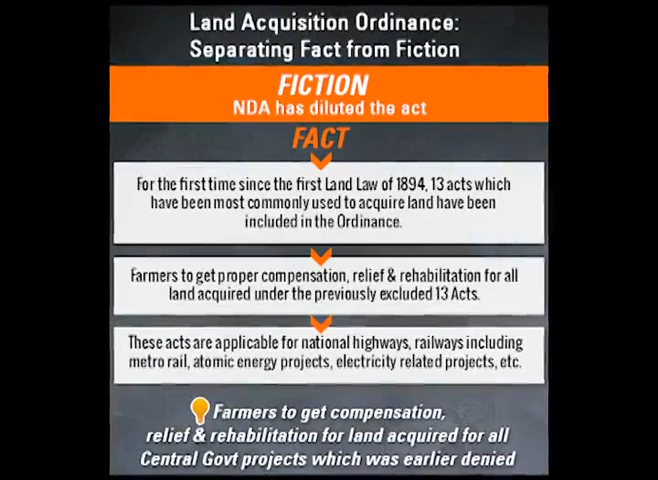 Land Acquisition Ordinance:
Separating Fact from Fiction
FICTION
NDA has diluted the act
FACT
For the first time since the first Land Law of 1894, 13 acts which
have been most commonly used to acquire land have been
included in the Ordinance.
Farmers to get proper compensation, relief & rehabilitation for all
land acquired under the previously excluded 13 Acts.
These acts are applicable for national highways, railways including
metro rail, atomic energy projects, electricity related projects, etc.
Farmers to get compensation,
relief & rehabilitation for land acquired for all
Central Govt projects which was earlier denied